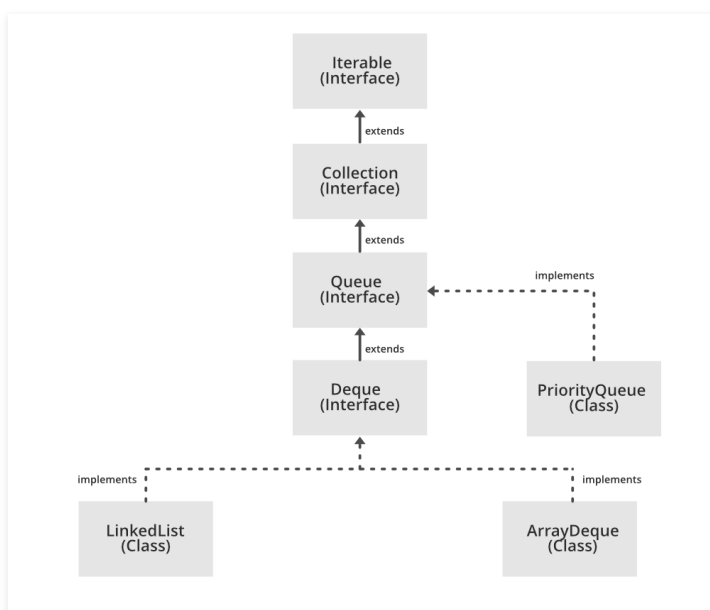 Iterable
(Interface)
extends
Collection
(Interface)
extends
Queue
(Interface)
implements
extends
Deque
(Interface)
PriorityQueue
(Class)
implements
implements
LinkedList
(Class)
ArrayDeque
(Class)